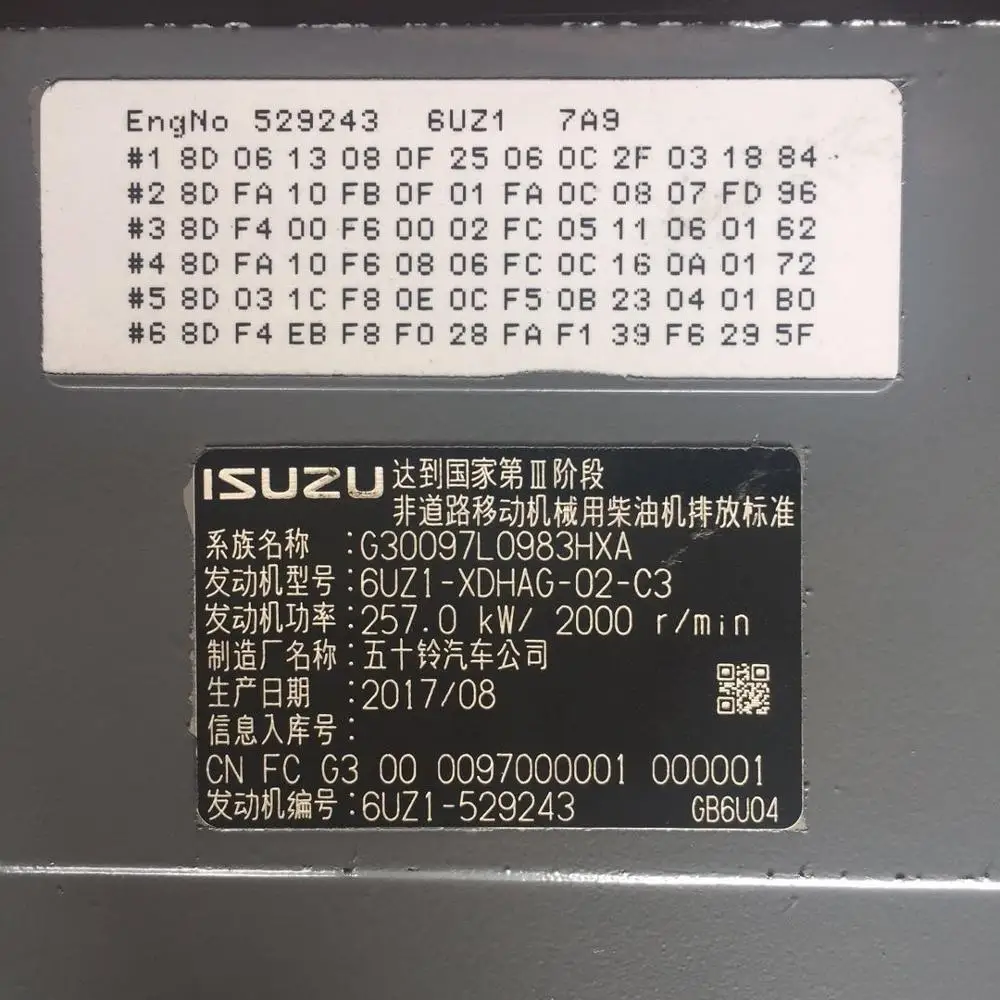 EngNo 529243 6UZ1 7A9
#1 8D 06 13 08 0F 25 06 0C 2F 03 18 84
#2 8D FA 10 FB 0F 01 FA 0C 08 07 FD 96
#3 8D F4 00 F6 00 02 FC 05 11 06 01 62
#4 8D FA 10 F6 08 06 FC 0C 16 0A 01 72
#5 8D 03 1C F8 0E 0C F5 0B 23 04 01 B0
#6 8D F4 EB F8 F0 28 FA F1 39 F6 29 5F
ISUZU 达到国家第Ⅲ阶段
非道路移动机械用柴油机排放标准
系族名称 :G30097L0983HXA
发动机型号:6UZ1-XDHAG-02-C3
发动机功率:257.0 kW/ 2000 r/min
制造厂名称:五十铃汽车公司
生产日期 :2017/08
信息入库号:
CN FC G3 00 0097000001 000001
发动机编号:6UZ1-529243 GB6U04